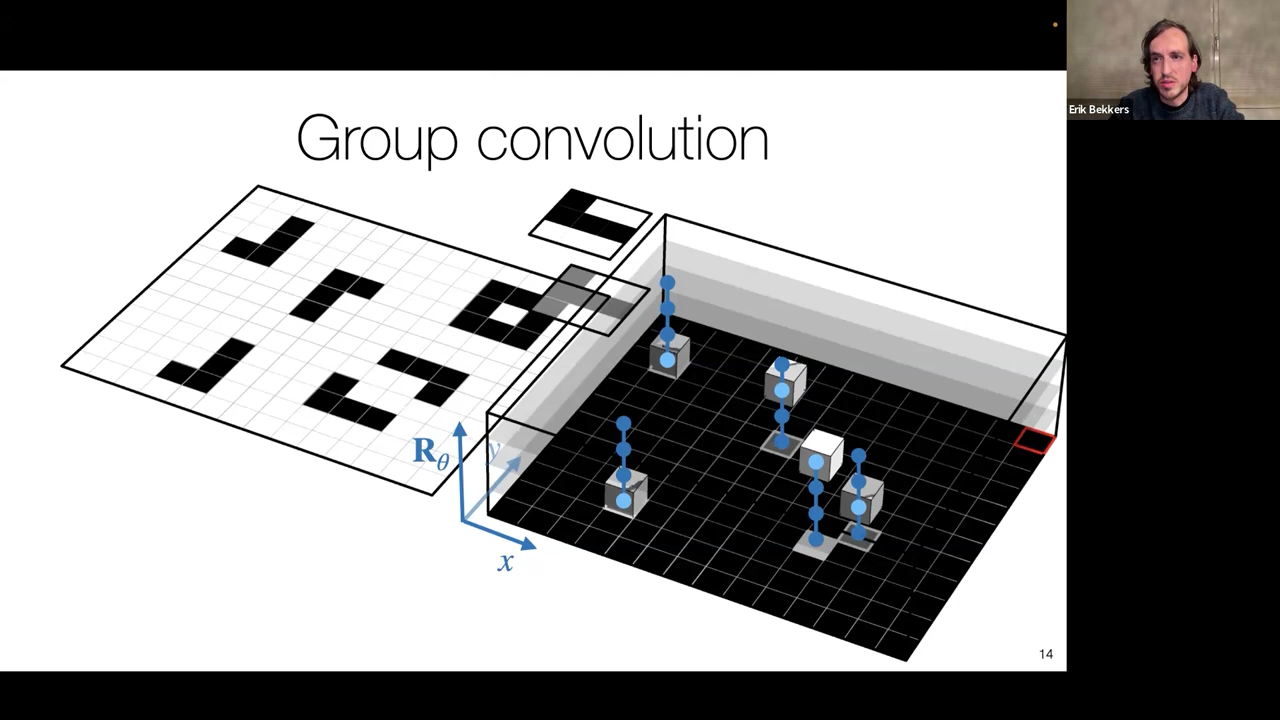 Group convolution
Erik Bekkers
R_θ
y
x
14